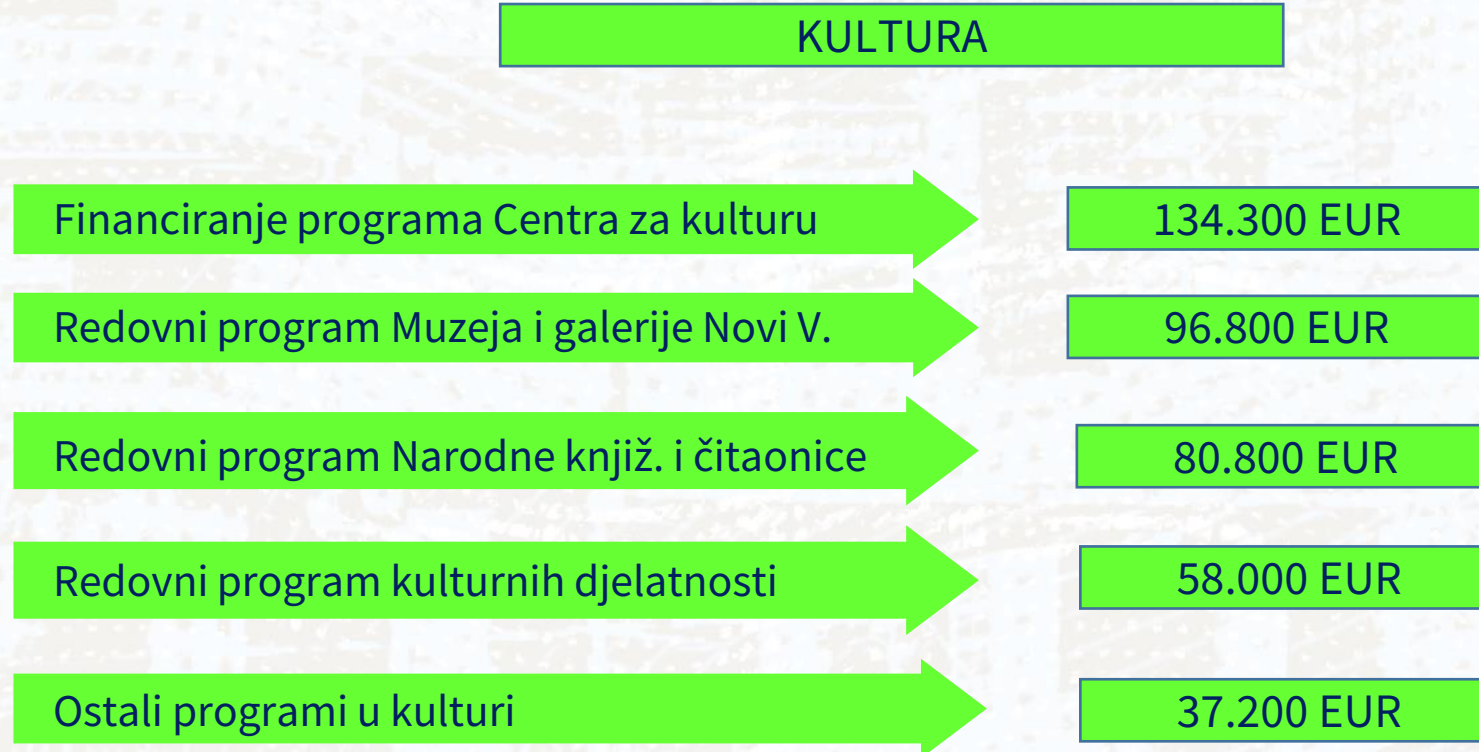 KULTURA
Financiranje programa Centra za kulturu
134.300 EUR
Redovni program Muzeja i galerije Novi V.
96.800 EUR
Redovni program Narodne knjiž. i čitaonice
80.800 EUR
Redovni program kulturnih djelatnosti
58.000 EUR
Ostali programi u kulturi
37.200 EUR